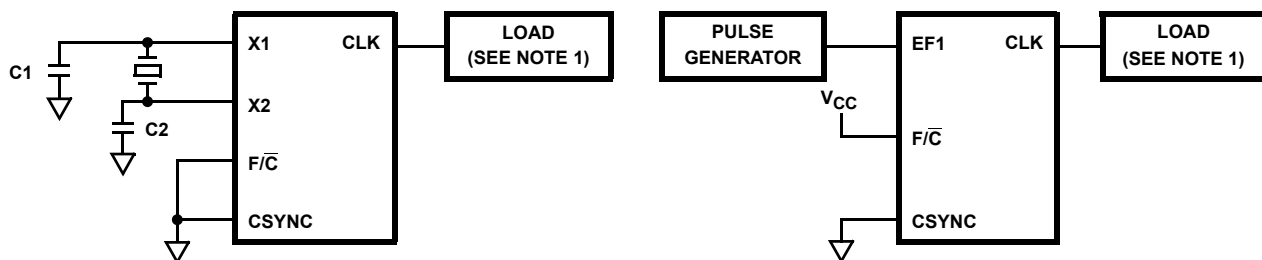 C1
C2
X1
X2
F/C̅
CSYNC
CLK
LOAD
(SEE NOTE 1)
PULSE
GENERATOR
VCC
EF1
F/C̅
CSYNC
CLK
LOAD
(SEE NOTE 1)